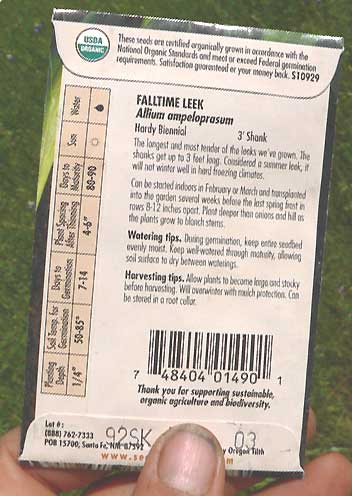 USDA
ORGANIC
These seeds are certified organically grown in accordance with the
National Organic Standards and meet or exceed Federal germination
requirements. Satisfaction guaranteed or your money back. S10929
FALLTIME LEEK
Allium ampeloprasum
Hardy Biennial 3' Shank
The longest and most tender of the leeks we've grown. The
shanks get up to 3 feet long. Considered a summer leek, it
will not winter well in hard freezing climates.
Can be started indoors in February or March and transplanted
into the garden several weeks before the last spring frost in
rows 8-12 inches apart. Plant deeper than onions and hill as
the plants grow to blanch stems.
Watering tips. During germination, keep entire seedbed
evenly moist. Keep well-watered through maturity, allowing
soil surface to dry between waterings.
Harvesting tips. Allow plants to become large and stocky
before harvesting. Will overwinter with mulch protection. Can
be stored in a root cellar.
Planting Depth 1/4"
Soil Temp. for Germination 50-85°
Days to Germination 7-14
Plant Spacing After Thinning 4-6"
Days to Maturity 80-90
Sun
Water
7 48404 01490 1
Thank you for supporting sustainable,
organic agriculture and biodiversity.
Lot #:
(888) 762-7333
POB 15700, Santa Fe, NM
92SK 03
y Oregon Tilth
www.se